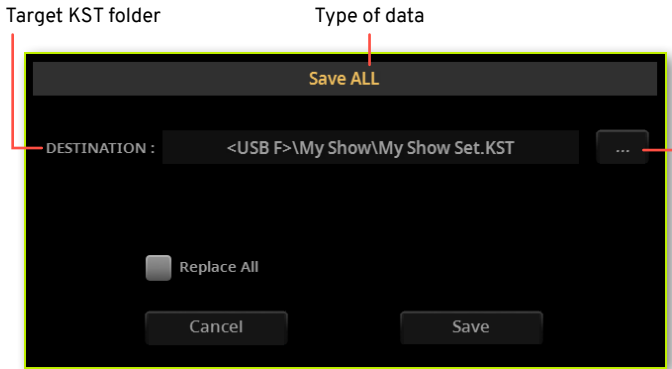 Target KST folder
Type of data
Save ALL
DESTINATION :
<USB F>\My Show\My Show Set.KST
...
Replace All
Cancel
Save